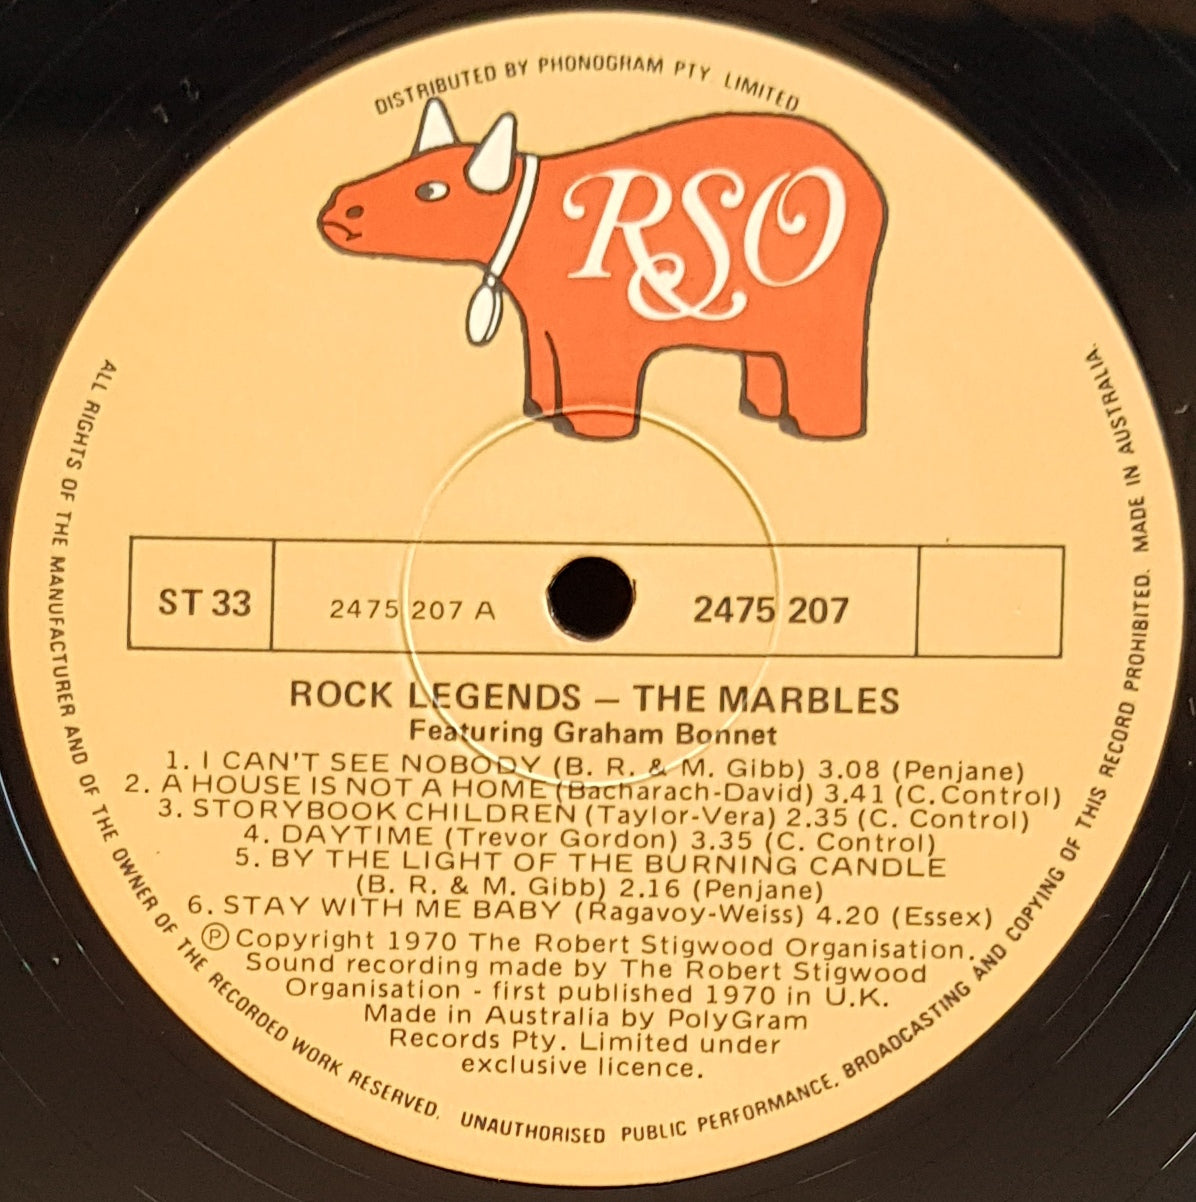 DISTRIBUTED BY PHONOGRAM PTY. LIMITED
RSO
ST 33
2475 207 A
2475 207
ROCK LEGENDS – THE MARBLES
Featuring Graham Bonnet
1. I CAN'T SEE NOBODY (B. R. & M. Gibb) 3.08 (Penjane)
2. A HOUSE IS NOT A HOME (Bacharach-David) 3.41 (C. Control)
3. STORYBOOK CHILDREN (Taylor-Vera) 2.35 (C. Control)
4. DAYTIME (Trevor Gordon) 3.35 (C. Control)
5. BY THE LIGHT OF THE BURNING CANDLE
(B. R. & M. Gibb) 2.16 (Penjane)
6. STAY WITH ME BABY (Ragavoy-Weiss) 4.20 (Essex)
Ⓟ Copyright 1970 The Robert Stigwood Organisation.
Sound recording made by The Robert Stigwood
Organisation - first published 1970 in U.K.
Made in Australia by PolyGram
Records Pty. Limited under
exclusive licence.
ALL RIGHTS OF THE MANUFACTURER AND OF THE OWNER OF THE RECORDED WORK RESERVED. UNAUTHORISED PUBLIC PERFORMANCE, BROADCASTING AND COPYING OF THIS RECORD PROHIBITED. MADE IN AUSTRALIA.